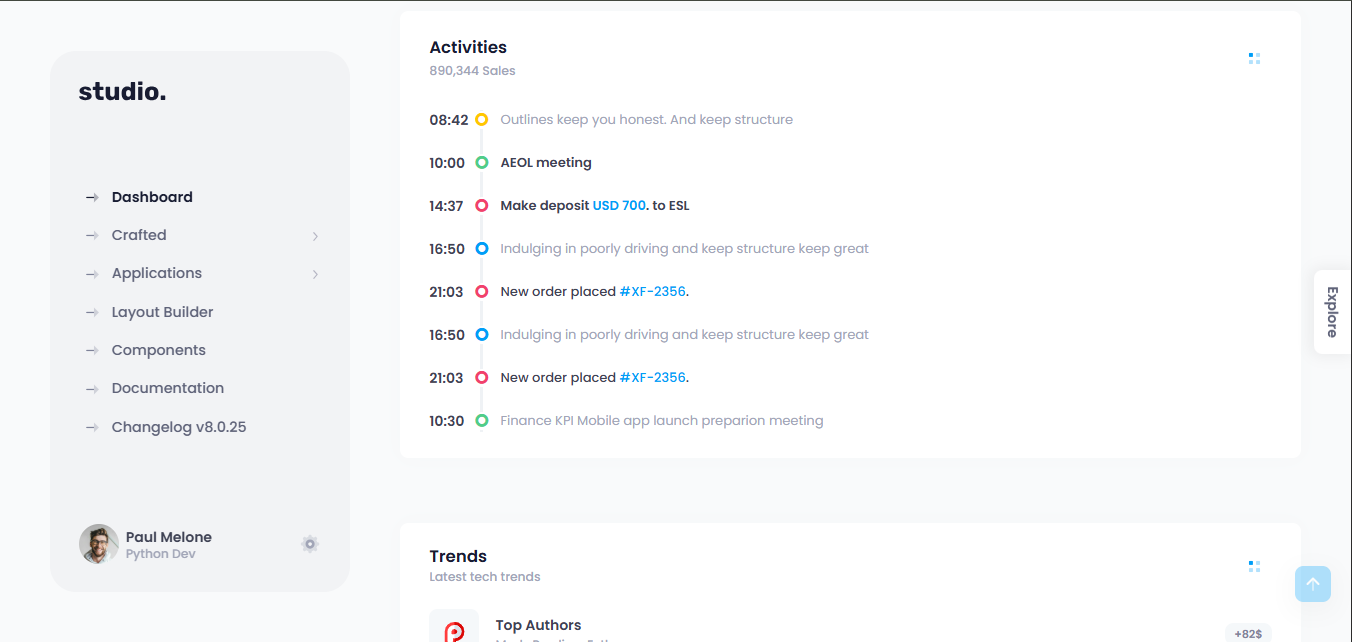 studio.
Dashboard
Crafted
Applications
Layout Builder
Components
Documentation
Changelog v8.0.25
Paul Melone
Python Dev
Activities
890,344 Sales
08:42 Outlines keep you honest. And keep structure
10:00 AEOL meeting
14:37 Make deposit USD 700. to ESL
16:50 Indulging in poorly driving and keep structure keep great
21:03 New order placed #XF-2356.
16:50 Indulging in poorly driving and keep structure keep great
21:03 New order placed #XF-2356.
10:30 Finance KPI Mobile app launch preparion meeting
Trends
Latest tech trends
Top Authors
+82$
Explore